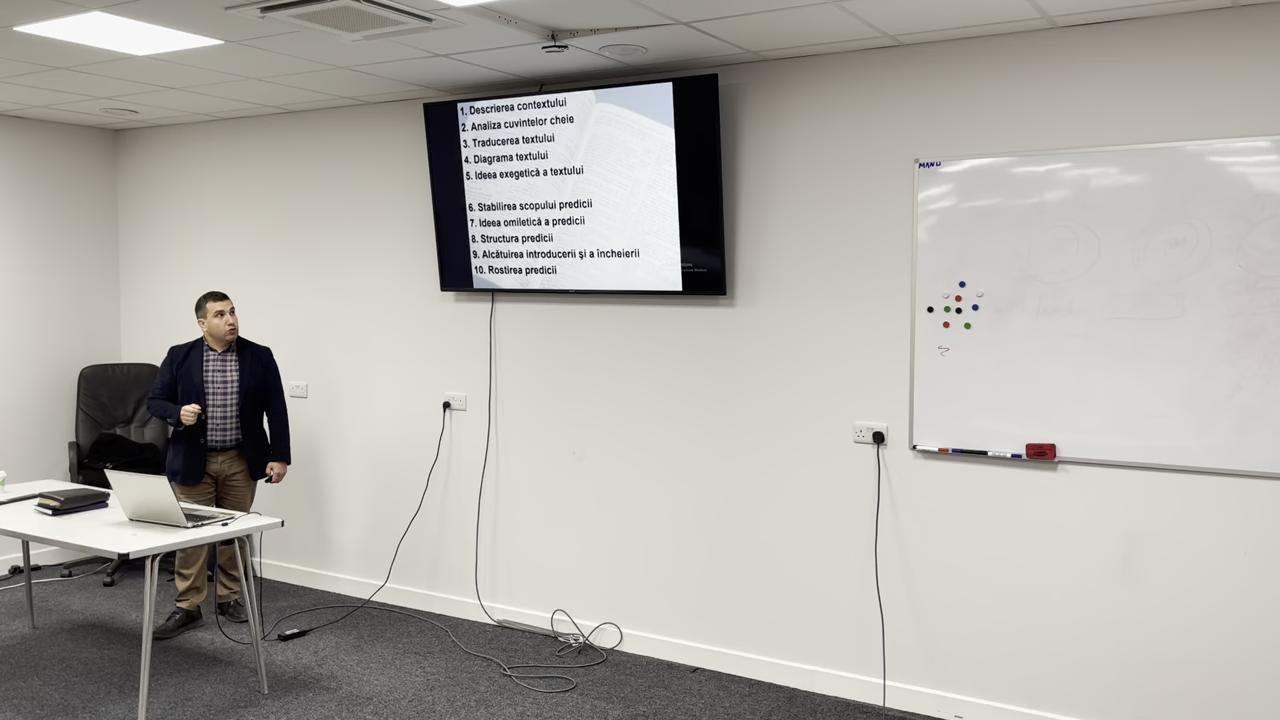 1. Descrierea contextului
2. Analiza cuvintelor cheie
3. Traducerea textului
4. Diagrama textului
5. Ideea exegetică a textului
6. Stabilirea scopului predicii
7. Ideea omiletică a predicii
8. Structura predicii
9. Alcătuirea introducerii şi a încheierii
10. Rostirea predicii